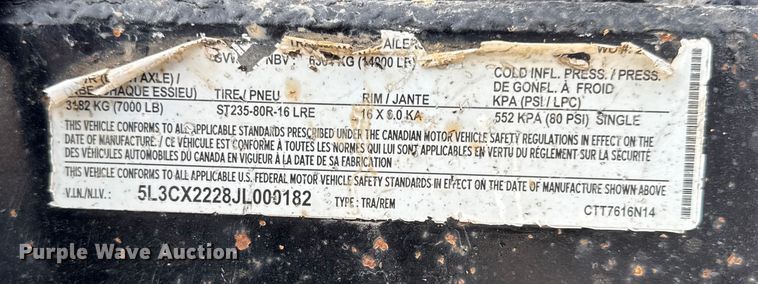 GVWR / NBV 6364 KG (14000 LB)
COLD INFL. PRESS. / PRESS.
DE GONFL. À FROID
KPA (PSI / LPC)
CHAQUE ESSIEU) TIRE / PNEU RIM / JANTE
3182 KG (7000 LB) ST235-80R-16 LRE 16 X 6.0 KA 552 KPA (80 PSI) SINGLE
THIS VEHICLE CONFORMS TO ALL APPLICABLE STANDARDS PRESCRIBED UNDER THE CANADIAN MOTOR VEHICLE SAFETY REGULATIONS IN EFFECT ON THE
DATE OF MANUFACTURE / CE VÉHICULE EST CONFORME À TOUTES LES NORMES QUI LUI SONT APPLICABLES EN VERTU DU RÈGLEMENT SUR LA SÉCURITÉ
DES VÉHICULES AUTOMOBILES DU CANADA EN VIGUEUR À LA DATE DE SA FABRICATION
THIS VEHICLE CONFORMS TO ALL APPLICABLE U.S. FEDERAL MOTOR VEHICLE SAFETY STANDARDS IN EFFECT ON THE DATE OF MANUFACTURE SHOWN ABOVE
V.I.N./N.I.V. : 5L3CX2228JL000182 TYPE : TRA/REM CTT7616N14
Purple Wave Auction